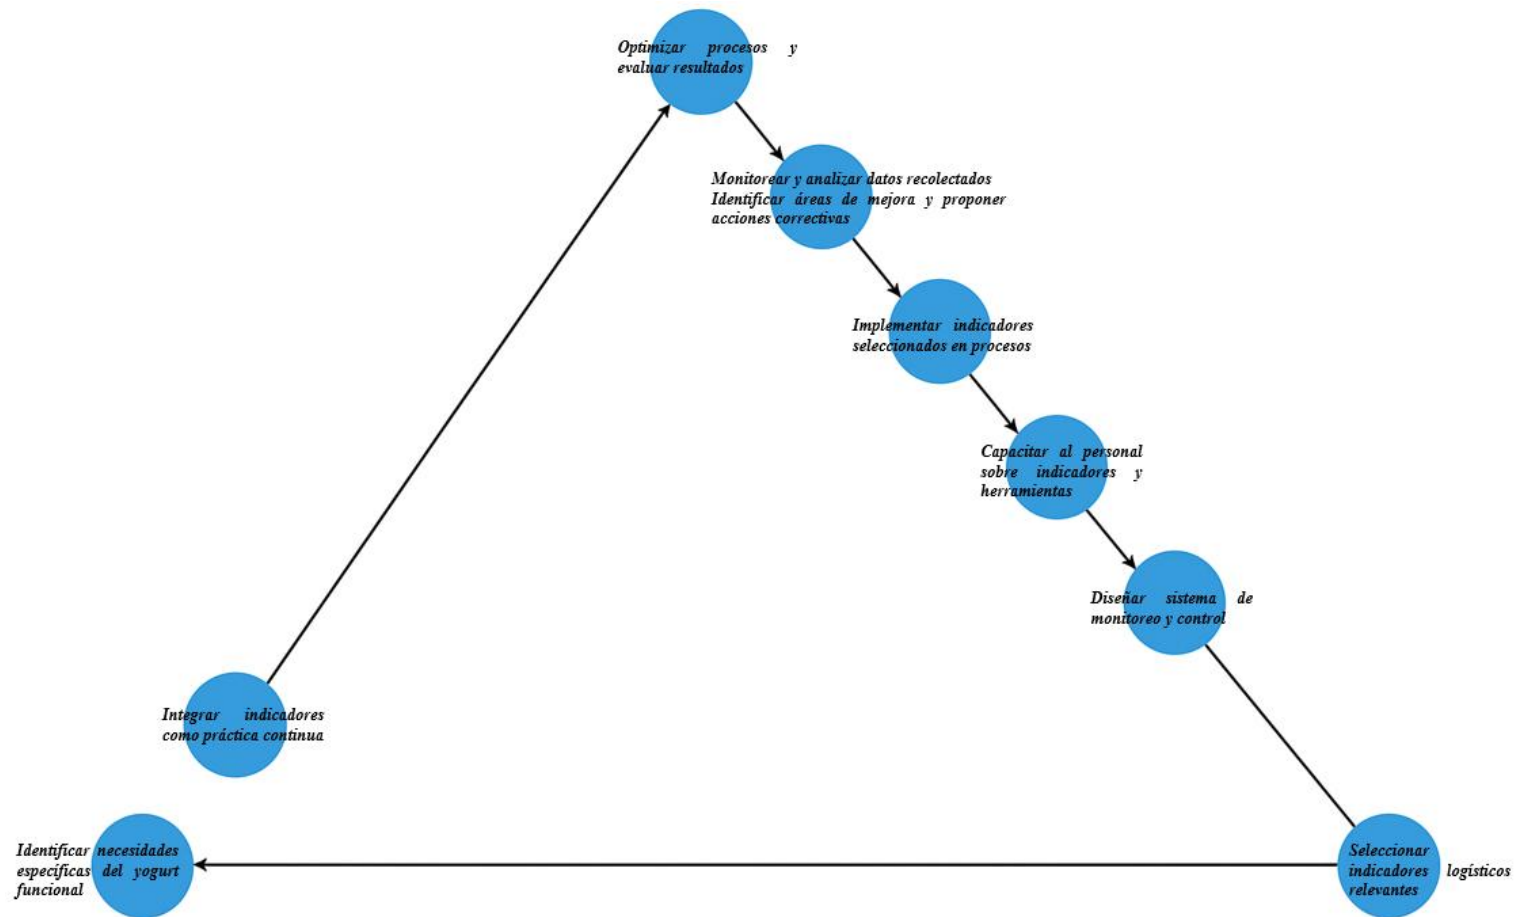 Optimizar procesos y
evaluar resultados
Monitorear y analizar datos recolectados
Identificar áreas de mejora y proponer
acciones correctivas
Implementar indicadores
seleccionados en procesos
Capacitar al personal
sobre indicadores y
herramientas
Diseñar sistema de
monitoreo y control
Integrar indicadores
como práctica continua
Identificar necesidades
específicas del yogurt
funcional
Seleccionar
indicadores logísticos
relevantes